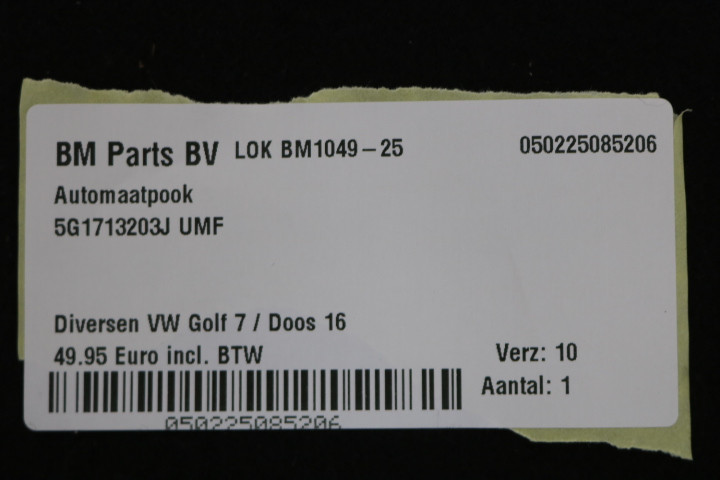 BM Parts BV LOK BM1049-25 050225085206
Automaatpook
5G1713203J UMF
Diversen VW Golf 7 / Doos 16
49.95 Euro incl. BTW Verz: 10
Aantal: 1
050225085206